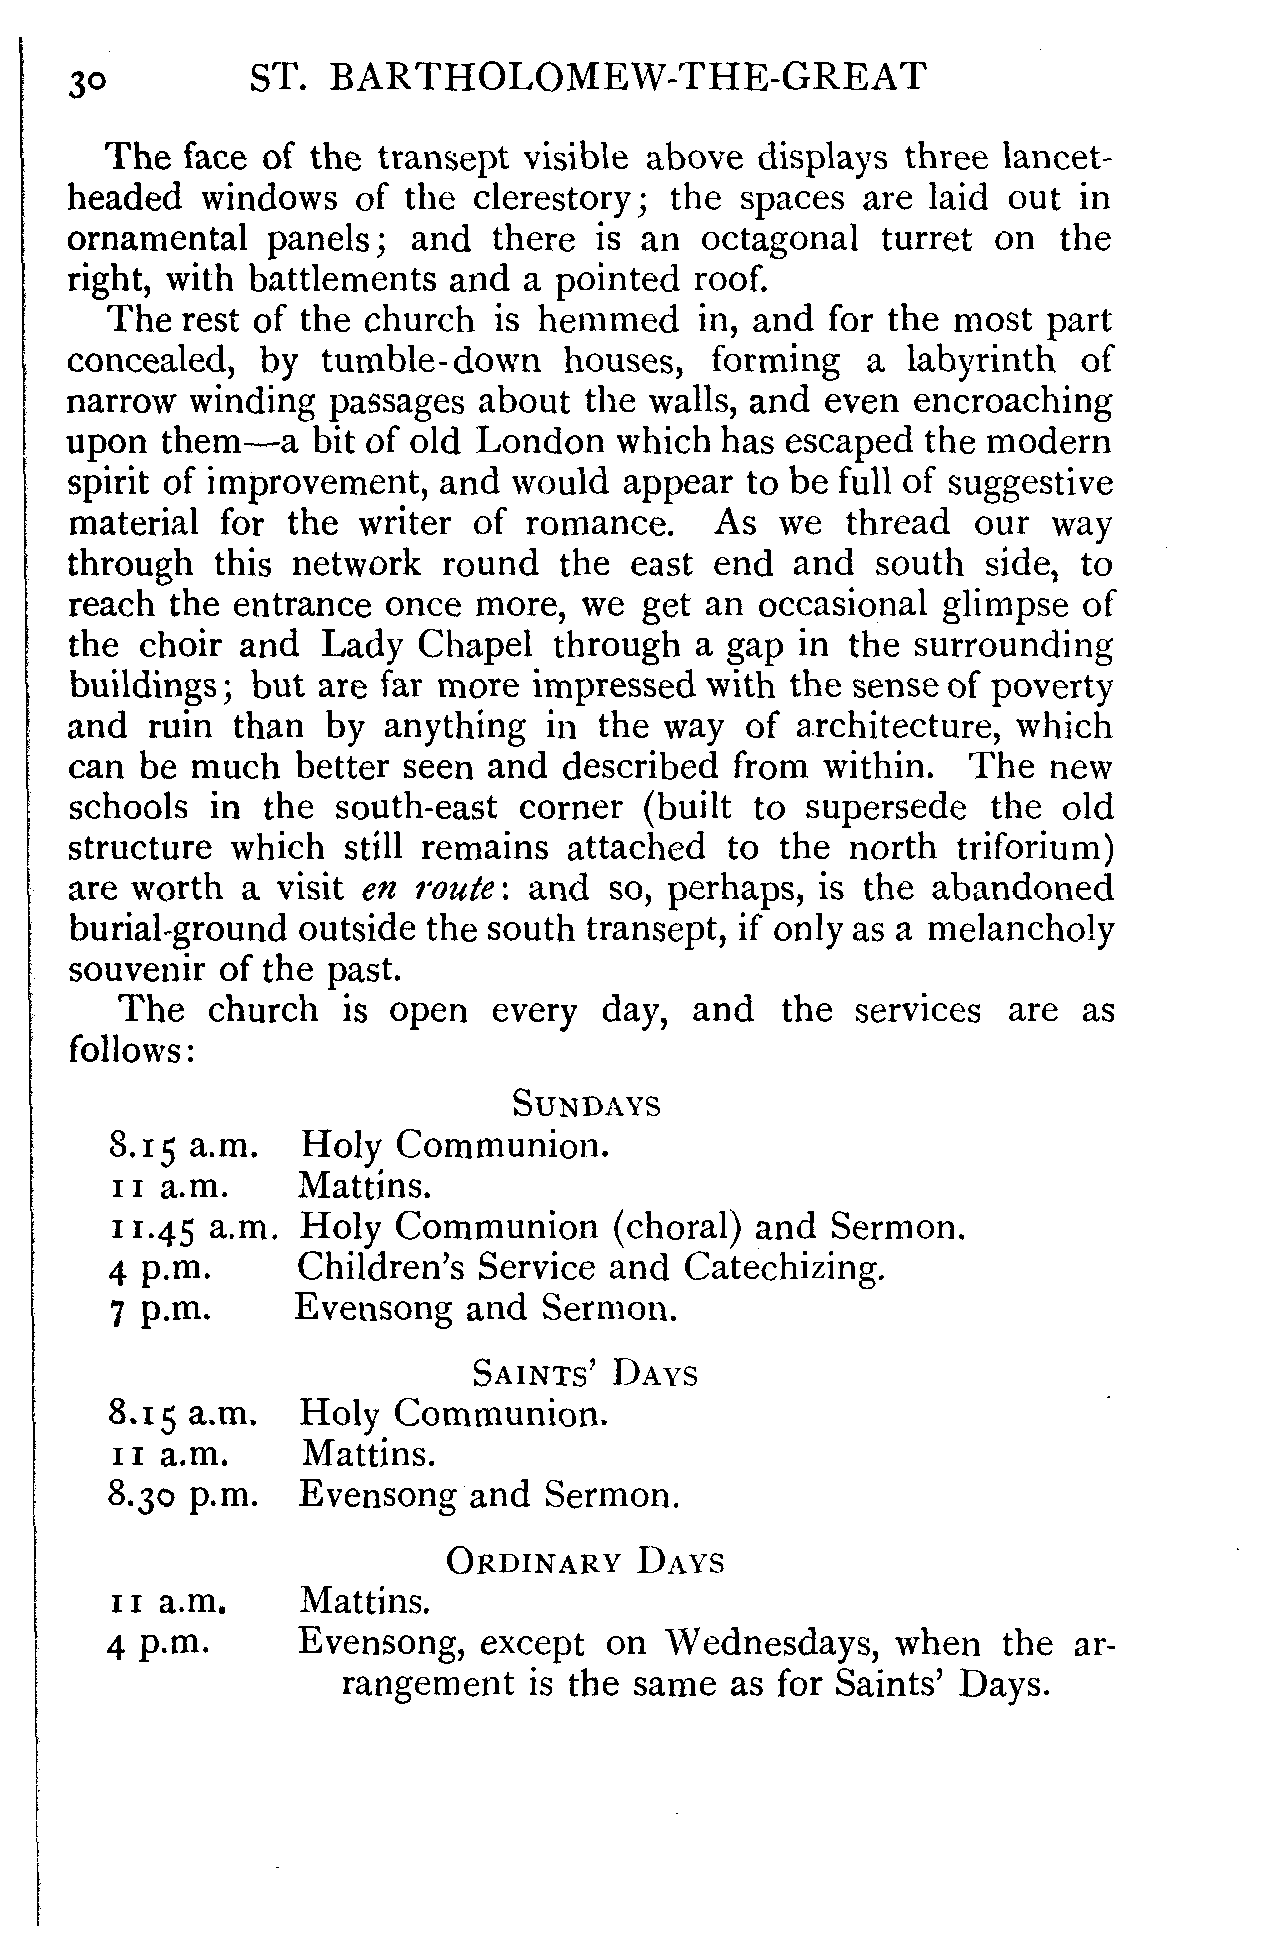 30 ST. BARTHOLOMEW-THE-GREAT
The face of the transept visible above displays three lancet-
headed windows of the clerestory; the spaces are laid out in
ornamental panels; and there is an octagonal turret on the
right, with battlements and a pointed roof.
The rest of the church is hemmed in, and for the most part
concealed, by tumble-down houses, forming a labyrinth of
narrow winding passages about the walls, and even encroaching
upon them—a bit of old London which has escaped the modern
spirit of improvement, and would appear to be full of suggestive
material for the writer of romance. As we thread our way
through this network round the east end and south side, to
reach the entrance once more, we get an occasional glimpse of
the choir and Lady Chapel through a gap in the surrounding
buildings; but are far more impressed with the sense of poverty
and ruin than by anything in the way of architecture, which
can be much better seen and described from within. The new
schools in the south-east corner (built to supersede the old
structure which still remains attached to the north triforium)
are worth a visit en route: and so, perhaps, is the abandoned
burial-ground outside the south transept, if only as a melancholy
souvenir of the past.
The church is open every day, and the services are as
follows:
SUNDAYS
8.15 a.m. Holy Communion.
11 a.m. Mattins.
11.45 a.m. Holy Communion (choral) and Sermon.
4 p.m. Children's Service and Catechizing.
7 p.m. Evensong and Sermon.
SAINTS' DAYS
8.15 a.m. Holy Communion.
11 a.m. Mattins.
8.30 p.m. Evensong and Sermon.
ORDINARY DAYS
11 a.m. Mattins.
4 p.m. Evensong, except on Wednesdays, when the ar-
rangement is the same as for Saints' Days.